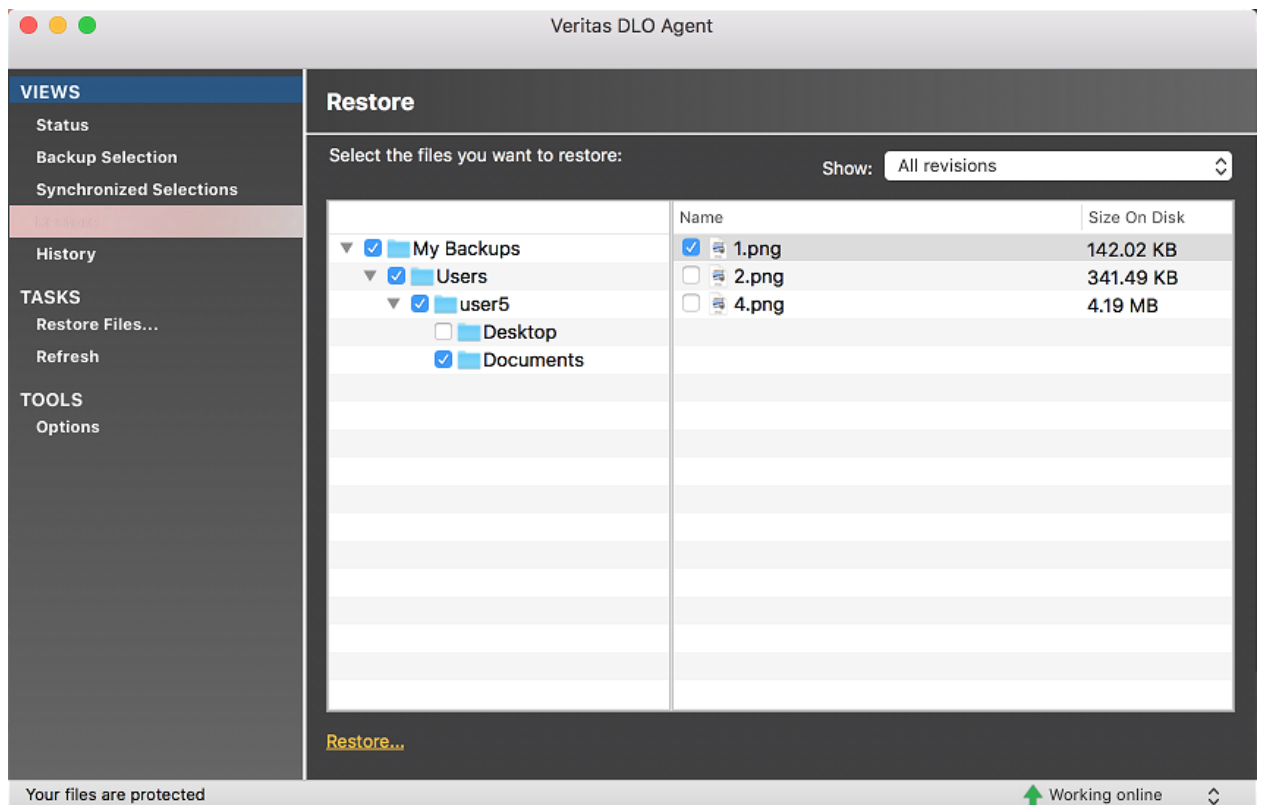 Veritas DLO Agent
VIEWS
Status
Backup Selection
Synchronized Selections
History
TASKS
Restore Files...
Refresh
TOOLS
Options
Restore
Select the files you want to restore:
Show: All revisions
Name Size On Disk
My Backups
Users
user5
Desktop
Documents
1.png 142.02 KB
2.png 341.49 KB
4.png 4.19 MB
Restore...
Your files are protected
Working online